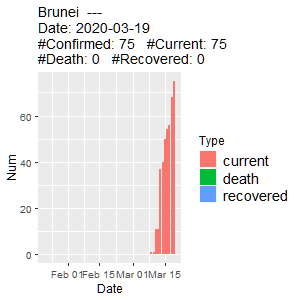 Brunei  ---
Date: 2020-03-19
#Confirmed: 75   #Current: 75
#Death: 0   #Recovered: 0
Num
60
40
20
0
Feb 01 Feb 15 Mar 01 Mar 15
Date
Type
current
death
recovered